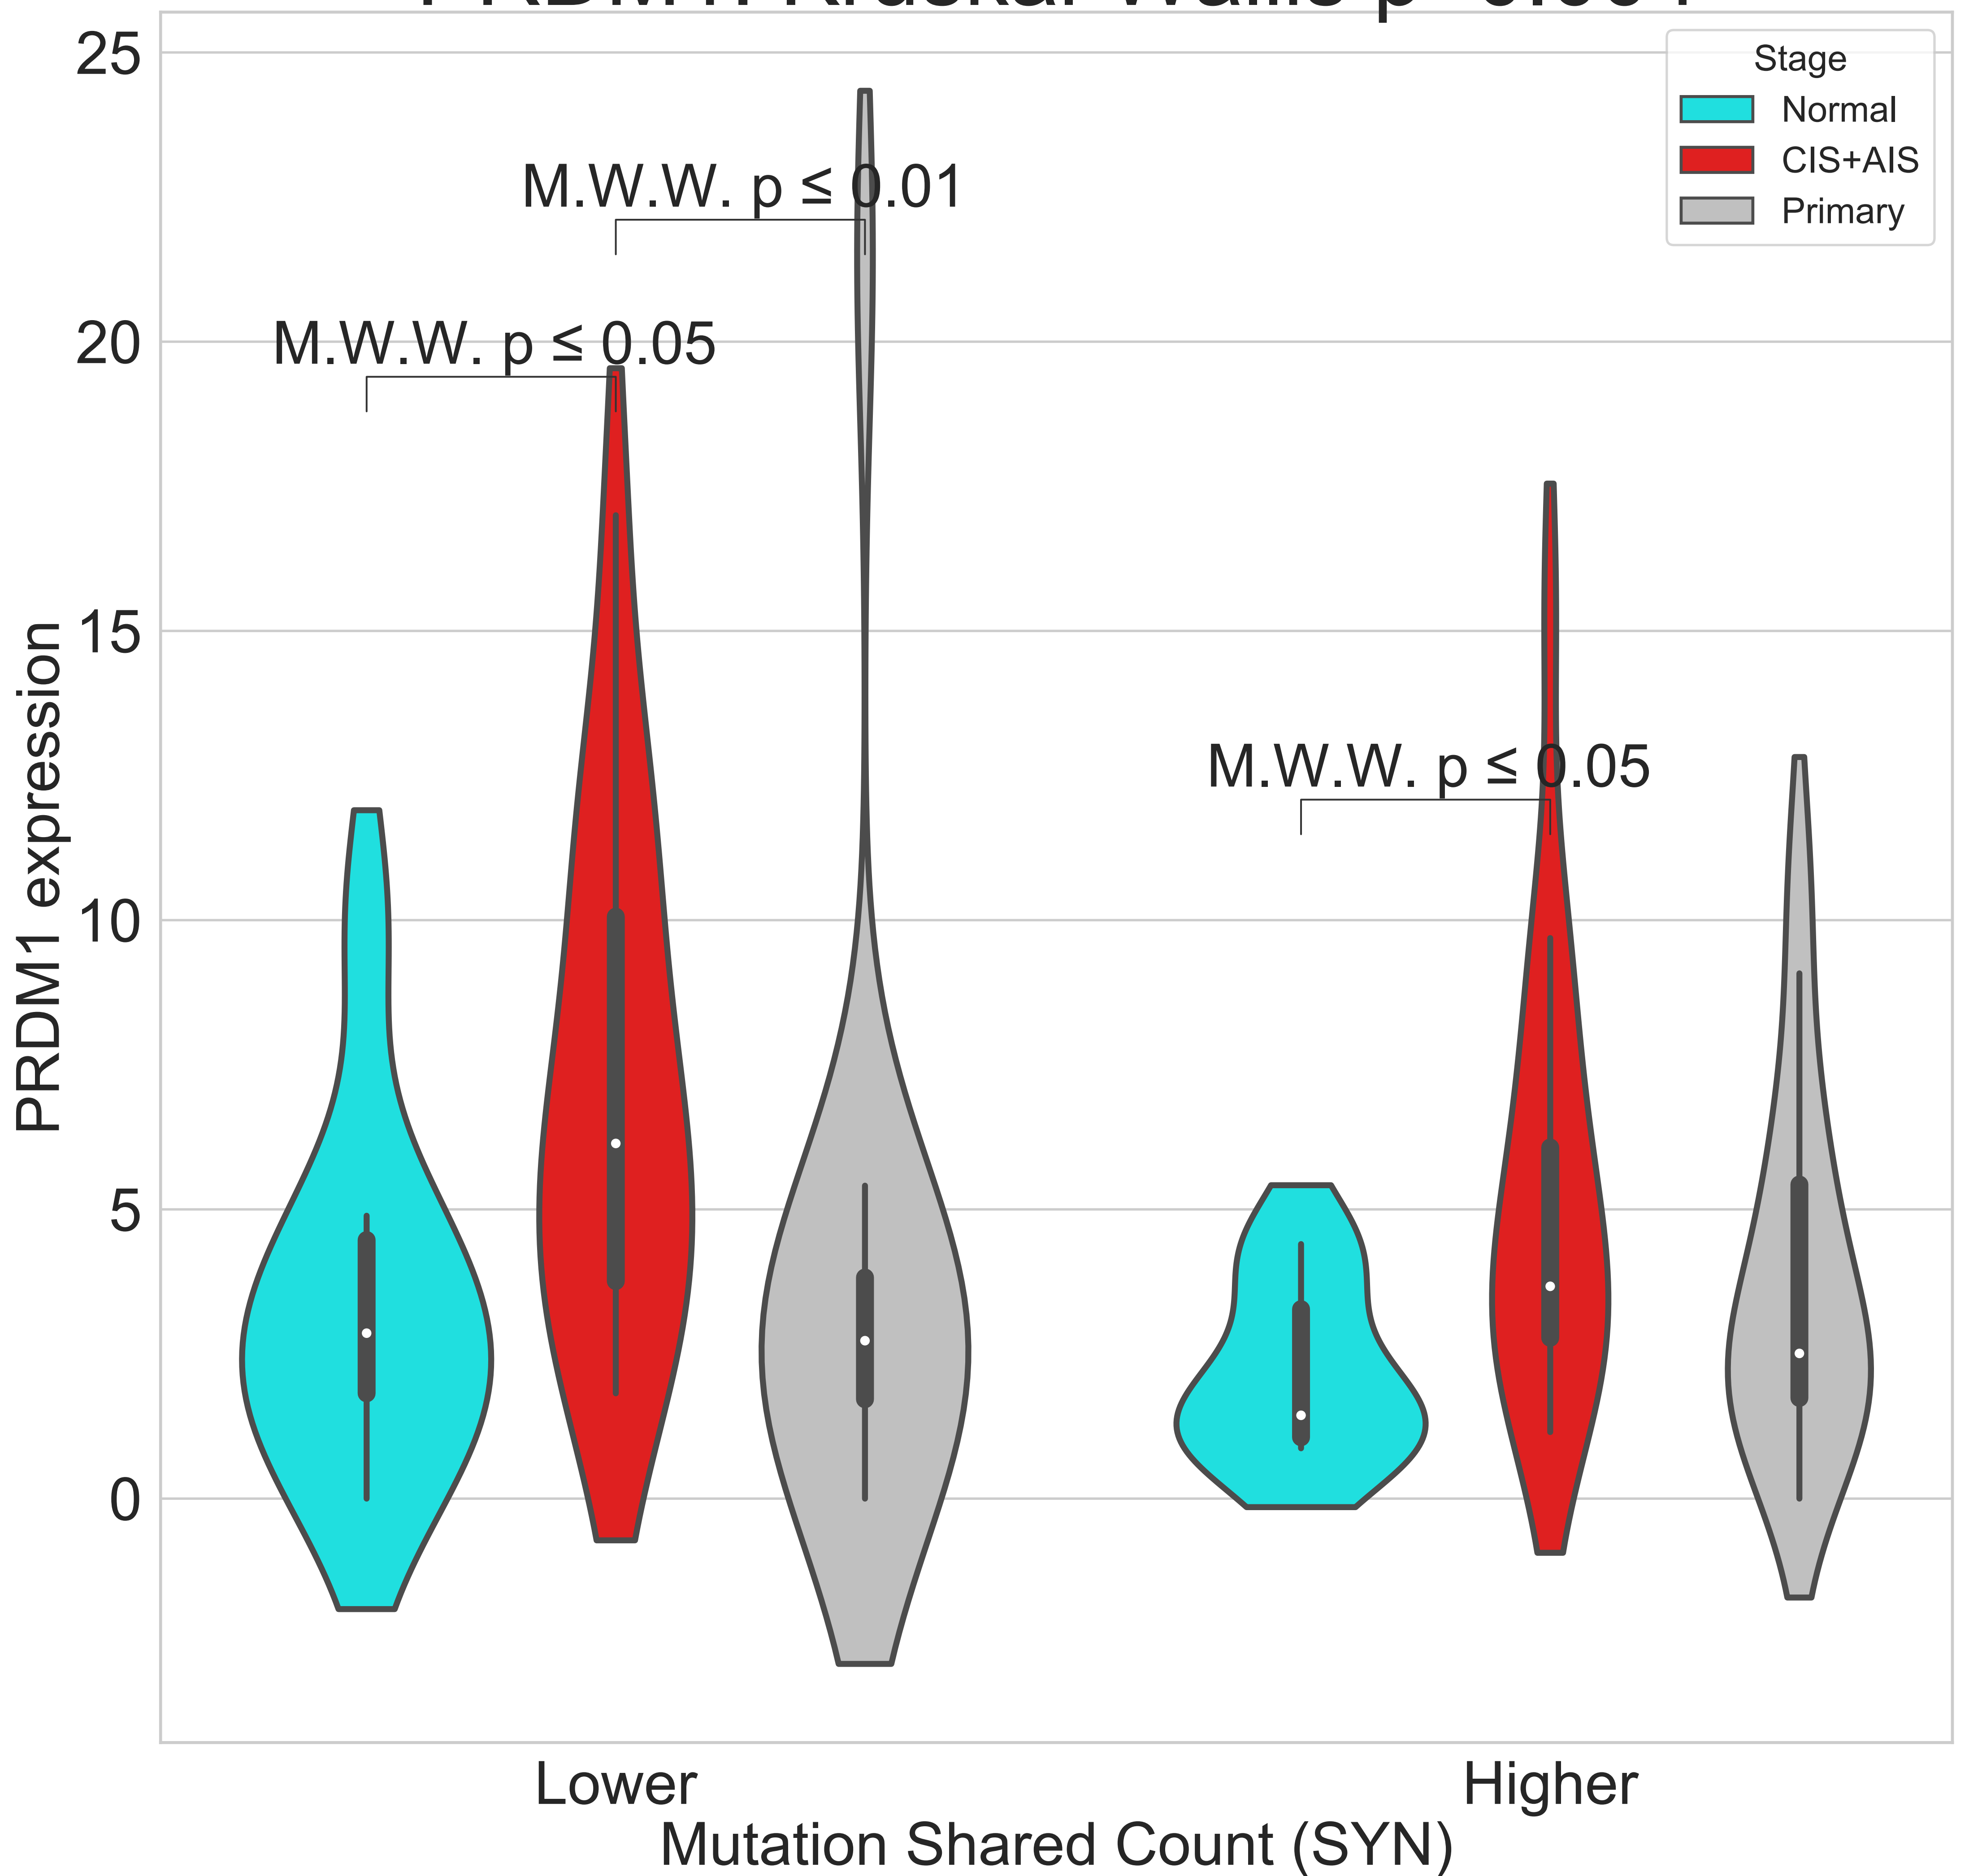 25
20
15
10
5
0
PRDM1 expression
Stage
Normal
CIS+AIS
Primary
M.W.W. p ≤ 0.01
M.W.W. p ≤ 0.05
M.W.W. p ≤ 0.05
Lower
Higher
Mutation Shared Count (SYN)